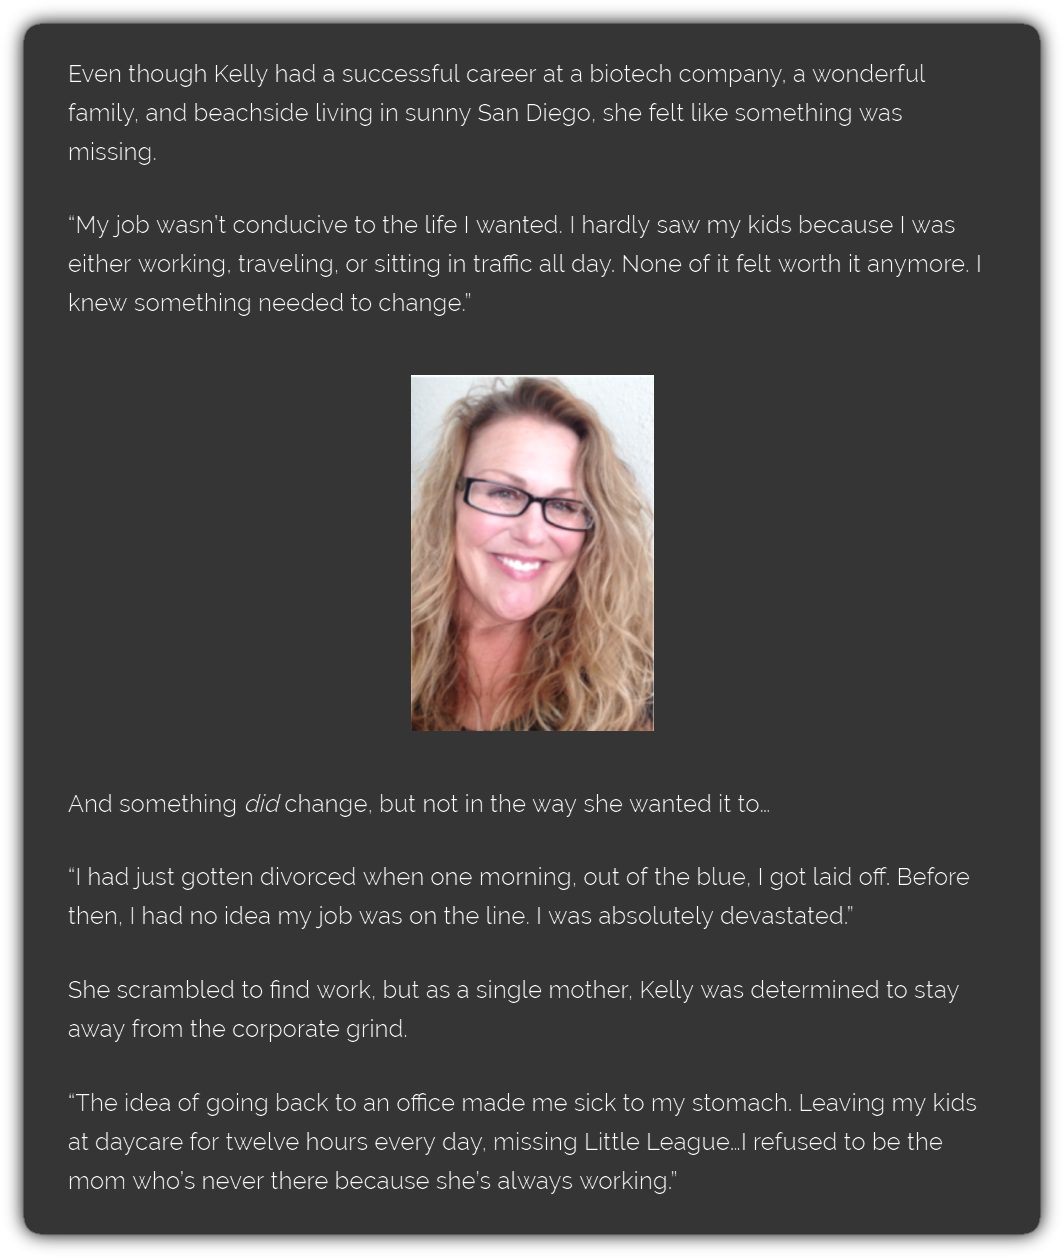 Even though Kelly had a successful career at a biotech company, a wonderful
family, and beachside living in sunny San Diego, she felt like something was
missing.
“My job wasn’t conducive to the life I wanted. I hardly saw my kids because I was
either working, traveling, or sitting in traffic all day. None of it felt worth it anymore. I
knew something needed to change.”
And something did change, but not in the way she wanted it to…
“I had just gotten divorced when one morning, out of the blue, I got laid off. Before
then, I had no idea my job was on the line. I was absolutely devastated.”
She scrambled to find work, but as a single mother, Kelly was determined to stay
away from the corporate grind.
“The idea of going back to an office made me sick to my stomach. Leaving my kids
at daycare for twelve hours every day, missing Little League…I refused to be the
mom who’s never there because she’s always working.”